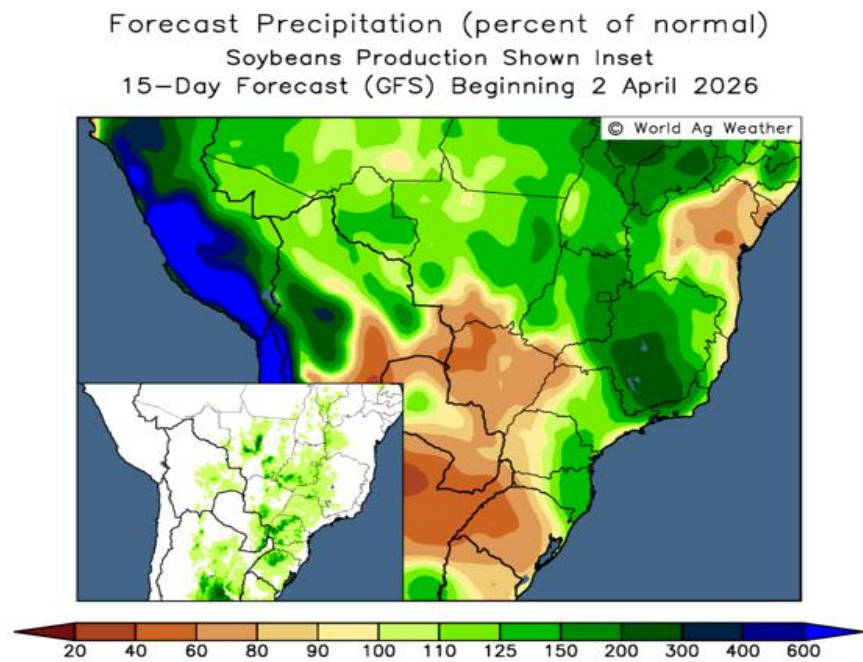 Forecast Precipitation (percent of normal)
Soybeans Production Shown Inset
15-Day Forecast (GFS) Beginning 2 April 2026
© World Ag Weather
20 40 60 80 90 100 110 125 150 200 300 400 600